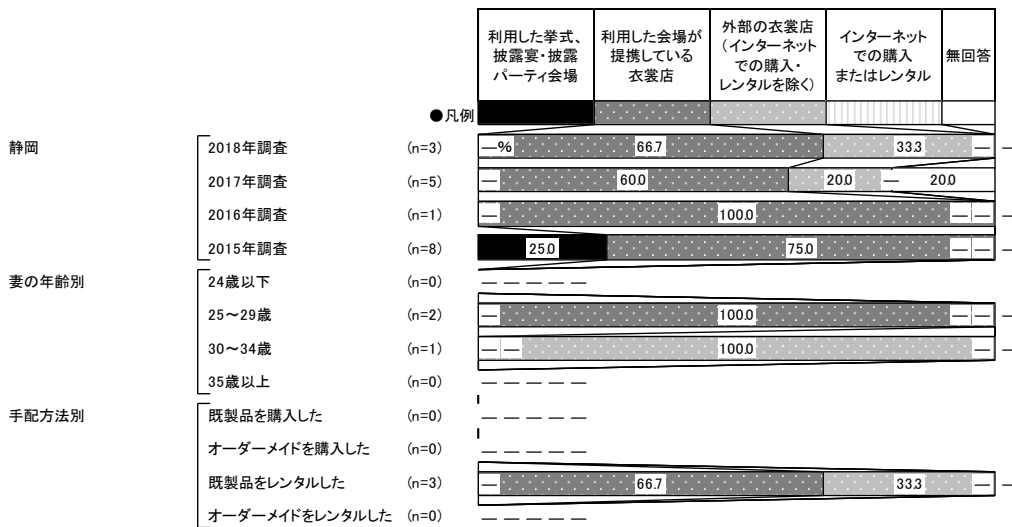 利用した挙式、
披露宴・披露
パーティ会場
利用した会場が
提携している
衣裳店
外部の衣裳店
（インターネット
での購入・
レンタルを除く）
インターネット
での購入
またはレンタル
無回答
●凡例
静岡
2018年調査 (n=3) —% 66.7 33.3 — —
2017年調査 (n=5) — 60.0 20.0 — 20.0
2016年調査 (n=1) — 100.0 — — —
2015年調査 (n=8) 25.0 75.0 — — —
妻の年齢別
24歳以下 (n=0) — — — — —
25～29歳 (n=2) — 100.0 — — —
30～34歳 (n=1) — — 100.0 — —
35歳以上 (n=0) — — — — —
手配方法別
既製品を購入した (n=0) — — — — —
オーダーメイドを購入した (n=0) — — — — —
既製品をレンタルした (n=3) — 66.7 33.3 — —
オーダーメイドをレンタルした (n=0) — — — — —